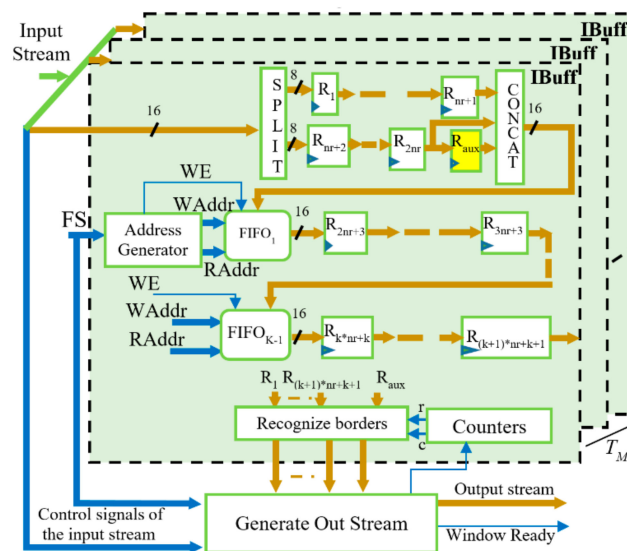 Input
Stream
IBuff
IBuff
IBuff
16
8
8
SPLIT
R1
Rnr+1
Rnr+2
R2nr
Raux
CONCAT
16
WE
WAddr
FS
Address
Generator
RAddr
FIFO1
16
R2nr+3
R3nr+3
WE
WAddr
RAddr
FIFOK-1
16
Rk*nr+k
R(k+1)*nr+k+1
R1 R(k+1)*nr+k+1 Raux
Recognize borders
r
c
Counters
TM
Control signals of
the input stream
Generate Out Stream
Output stream
Window Ready